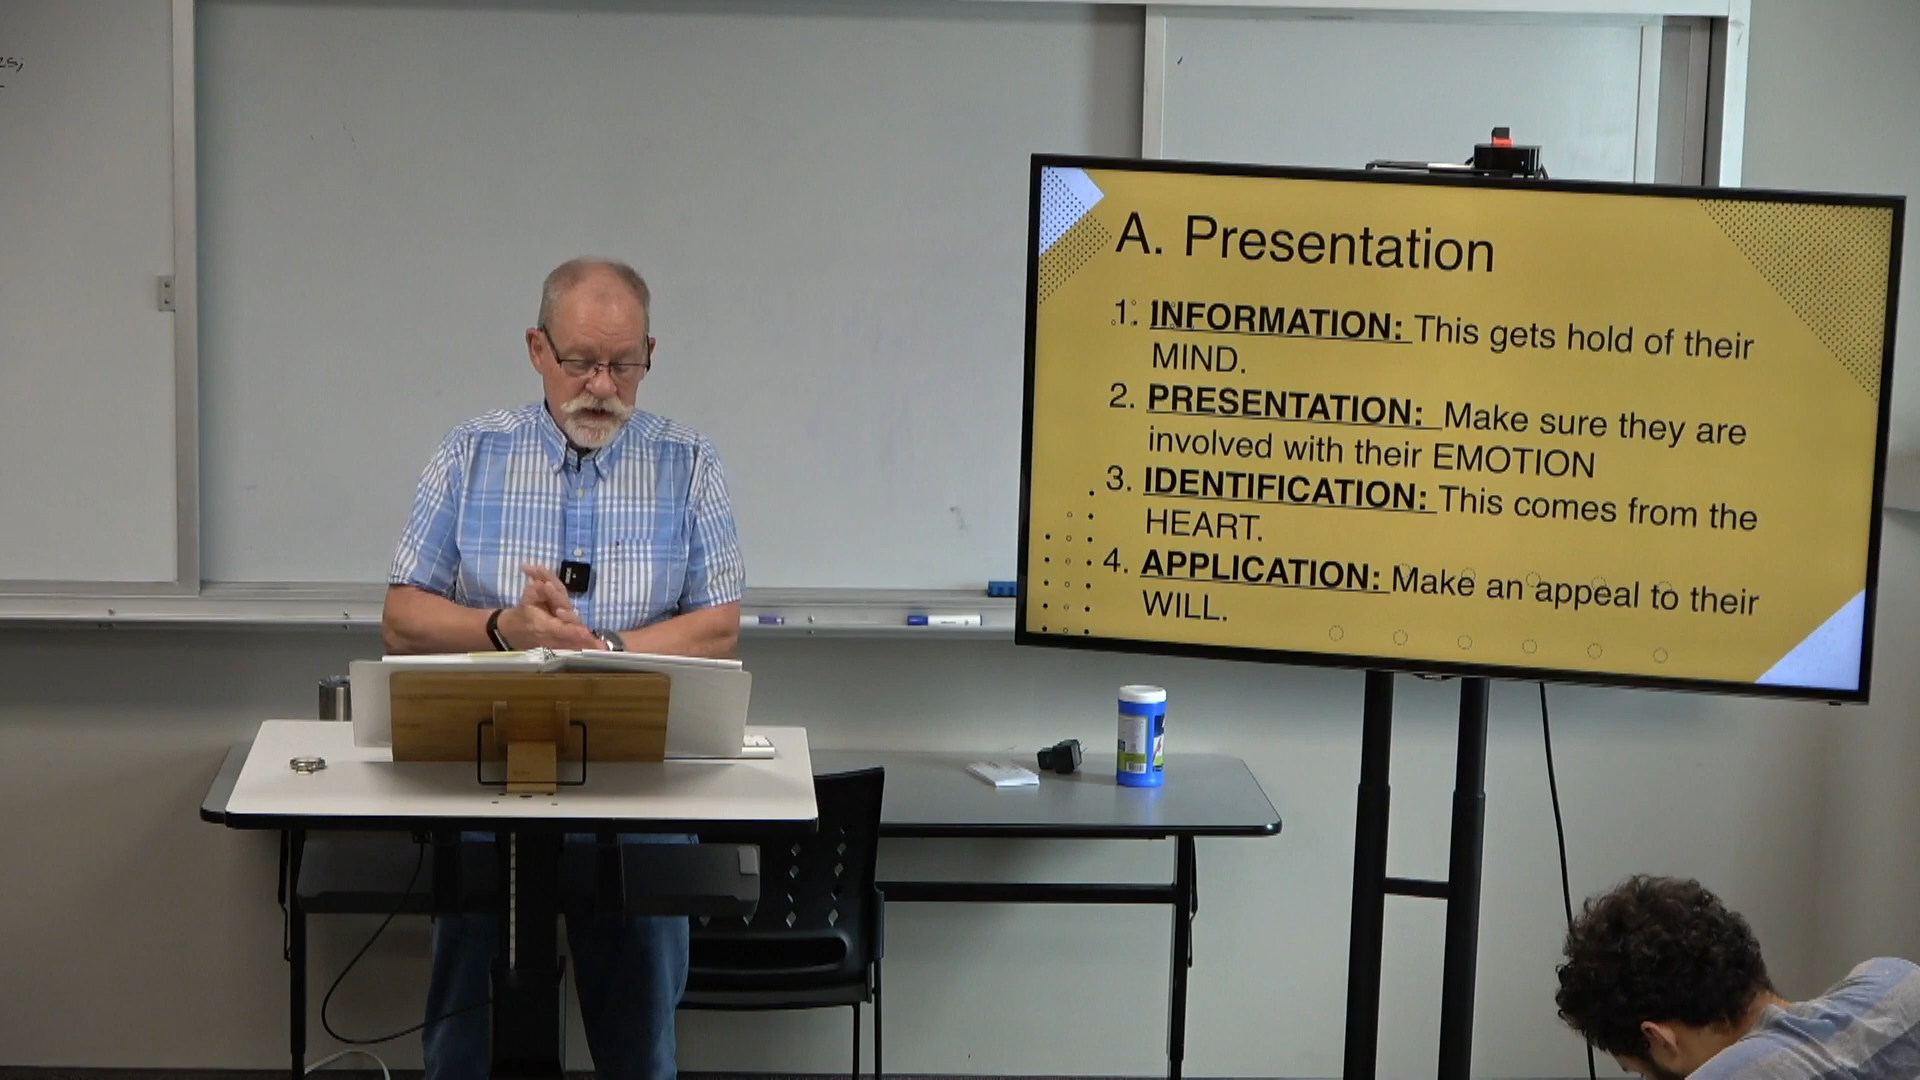 es,
A. Presentation
1. INFORMATION: This gets hold of their
MIND.
2. PRESENTATION: Make sure they are
involved with their EMOTION
3. IDENTIFICATION: This comes from the
HEART.
4. APPLICATION: Make an appeal to their
WILL.